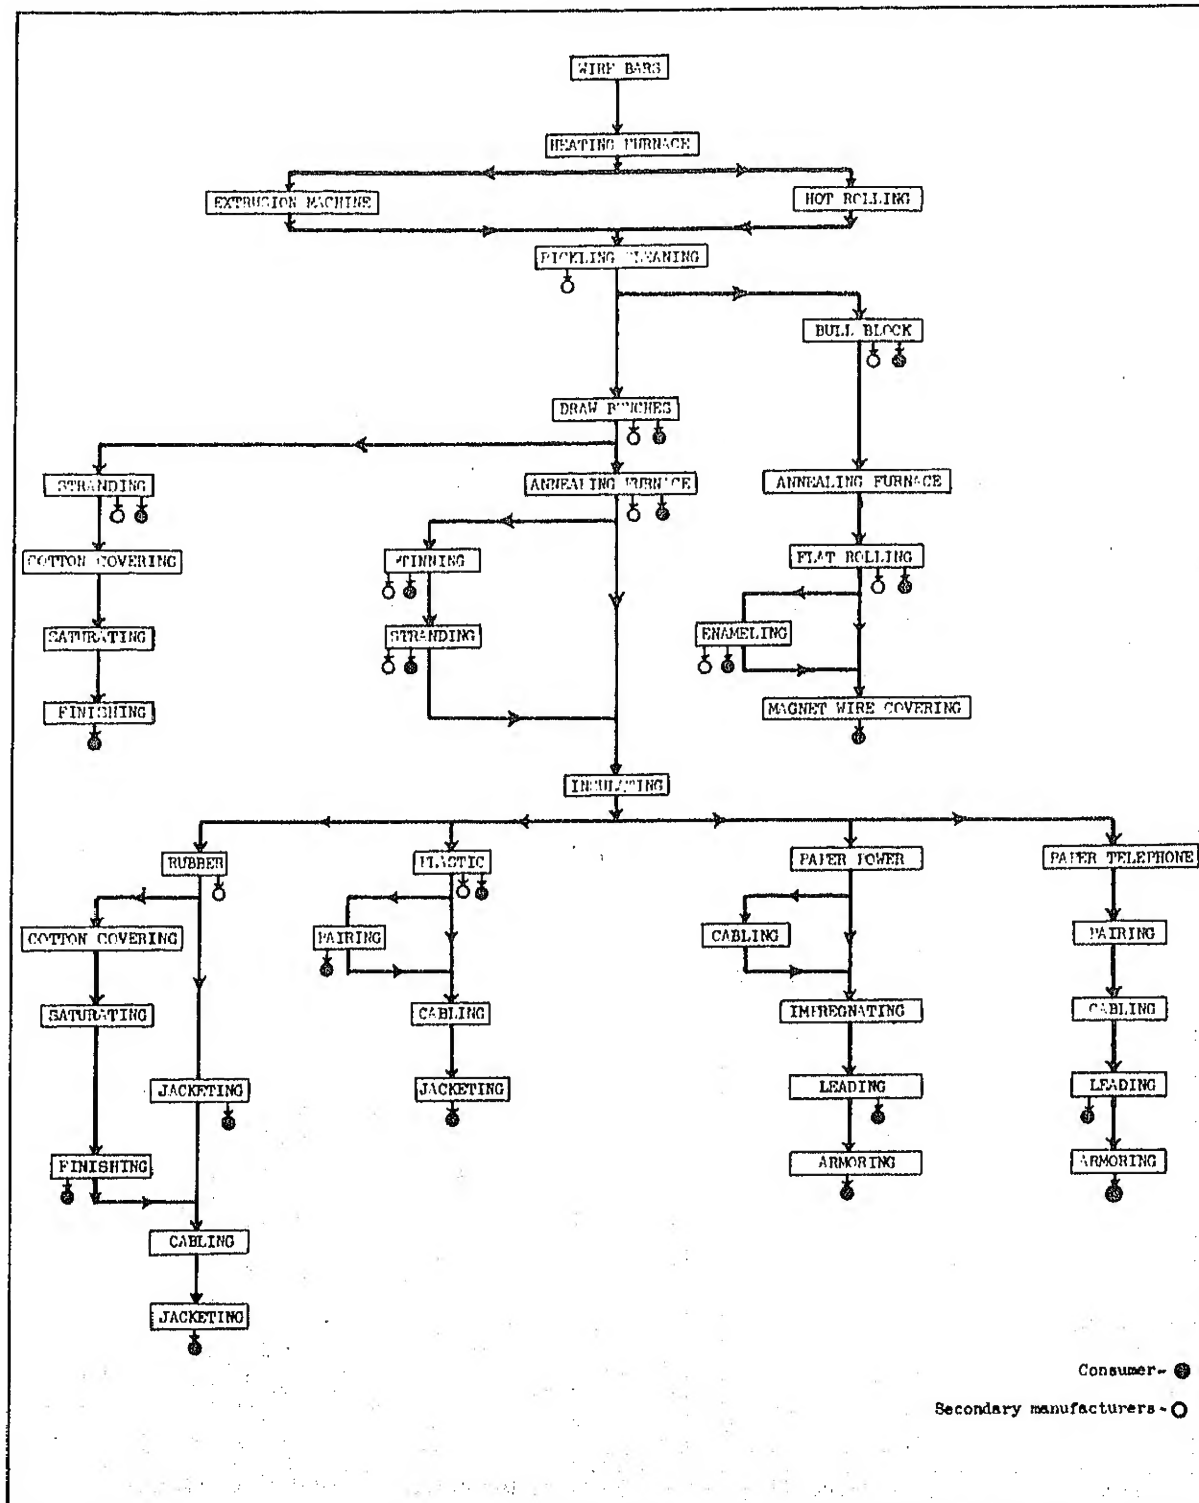 WIRE BARS
HEATING FURNACE
EXTRUSION MACHINE
HOT ROLLING
PICKLING CLEANING
BULL BLOCK
DRAW BENCHES
STRANDING
ANNEALING FURNACE
ANNEALING FURNACE
COTTON COVERING
*TINNING
FLAT ROLLING
SATURATING
STRANDING
ENAMELING
FINISHING
MAGNET WIRE COVERING
INSULATING
RUBBER
PLASTIC
PAPER POWER
PAPER TELEPHONE
COTTON COVERING
PAIRING
CABLING
PAIRING
SATURATING
CABLING
IMPREGNATING
CABLING
JACKETING
JACKETING
LEADING
LEADING
FINISHING
ARMORING
ARMORING
CABLING
JACKETING
Consumer-
Secondary manufacturers-